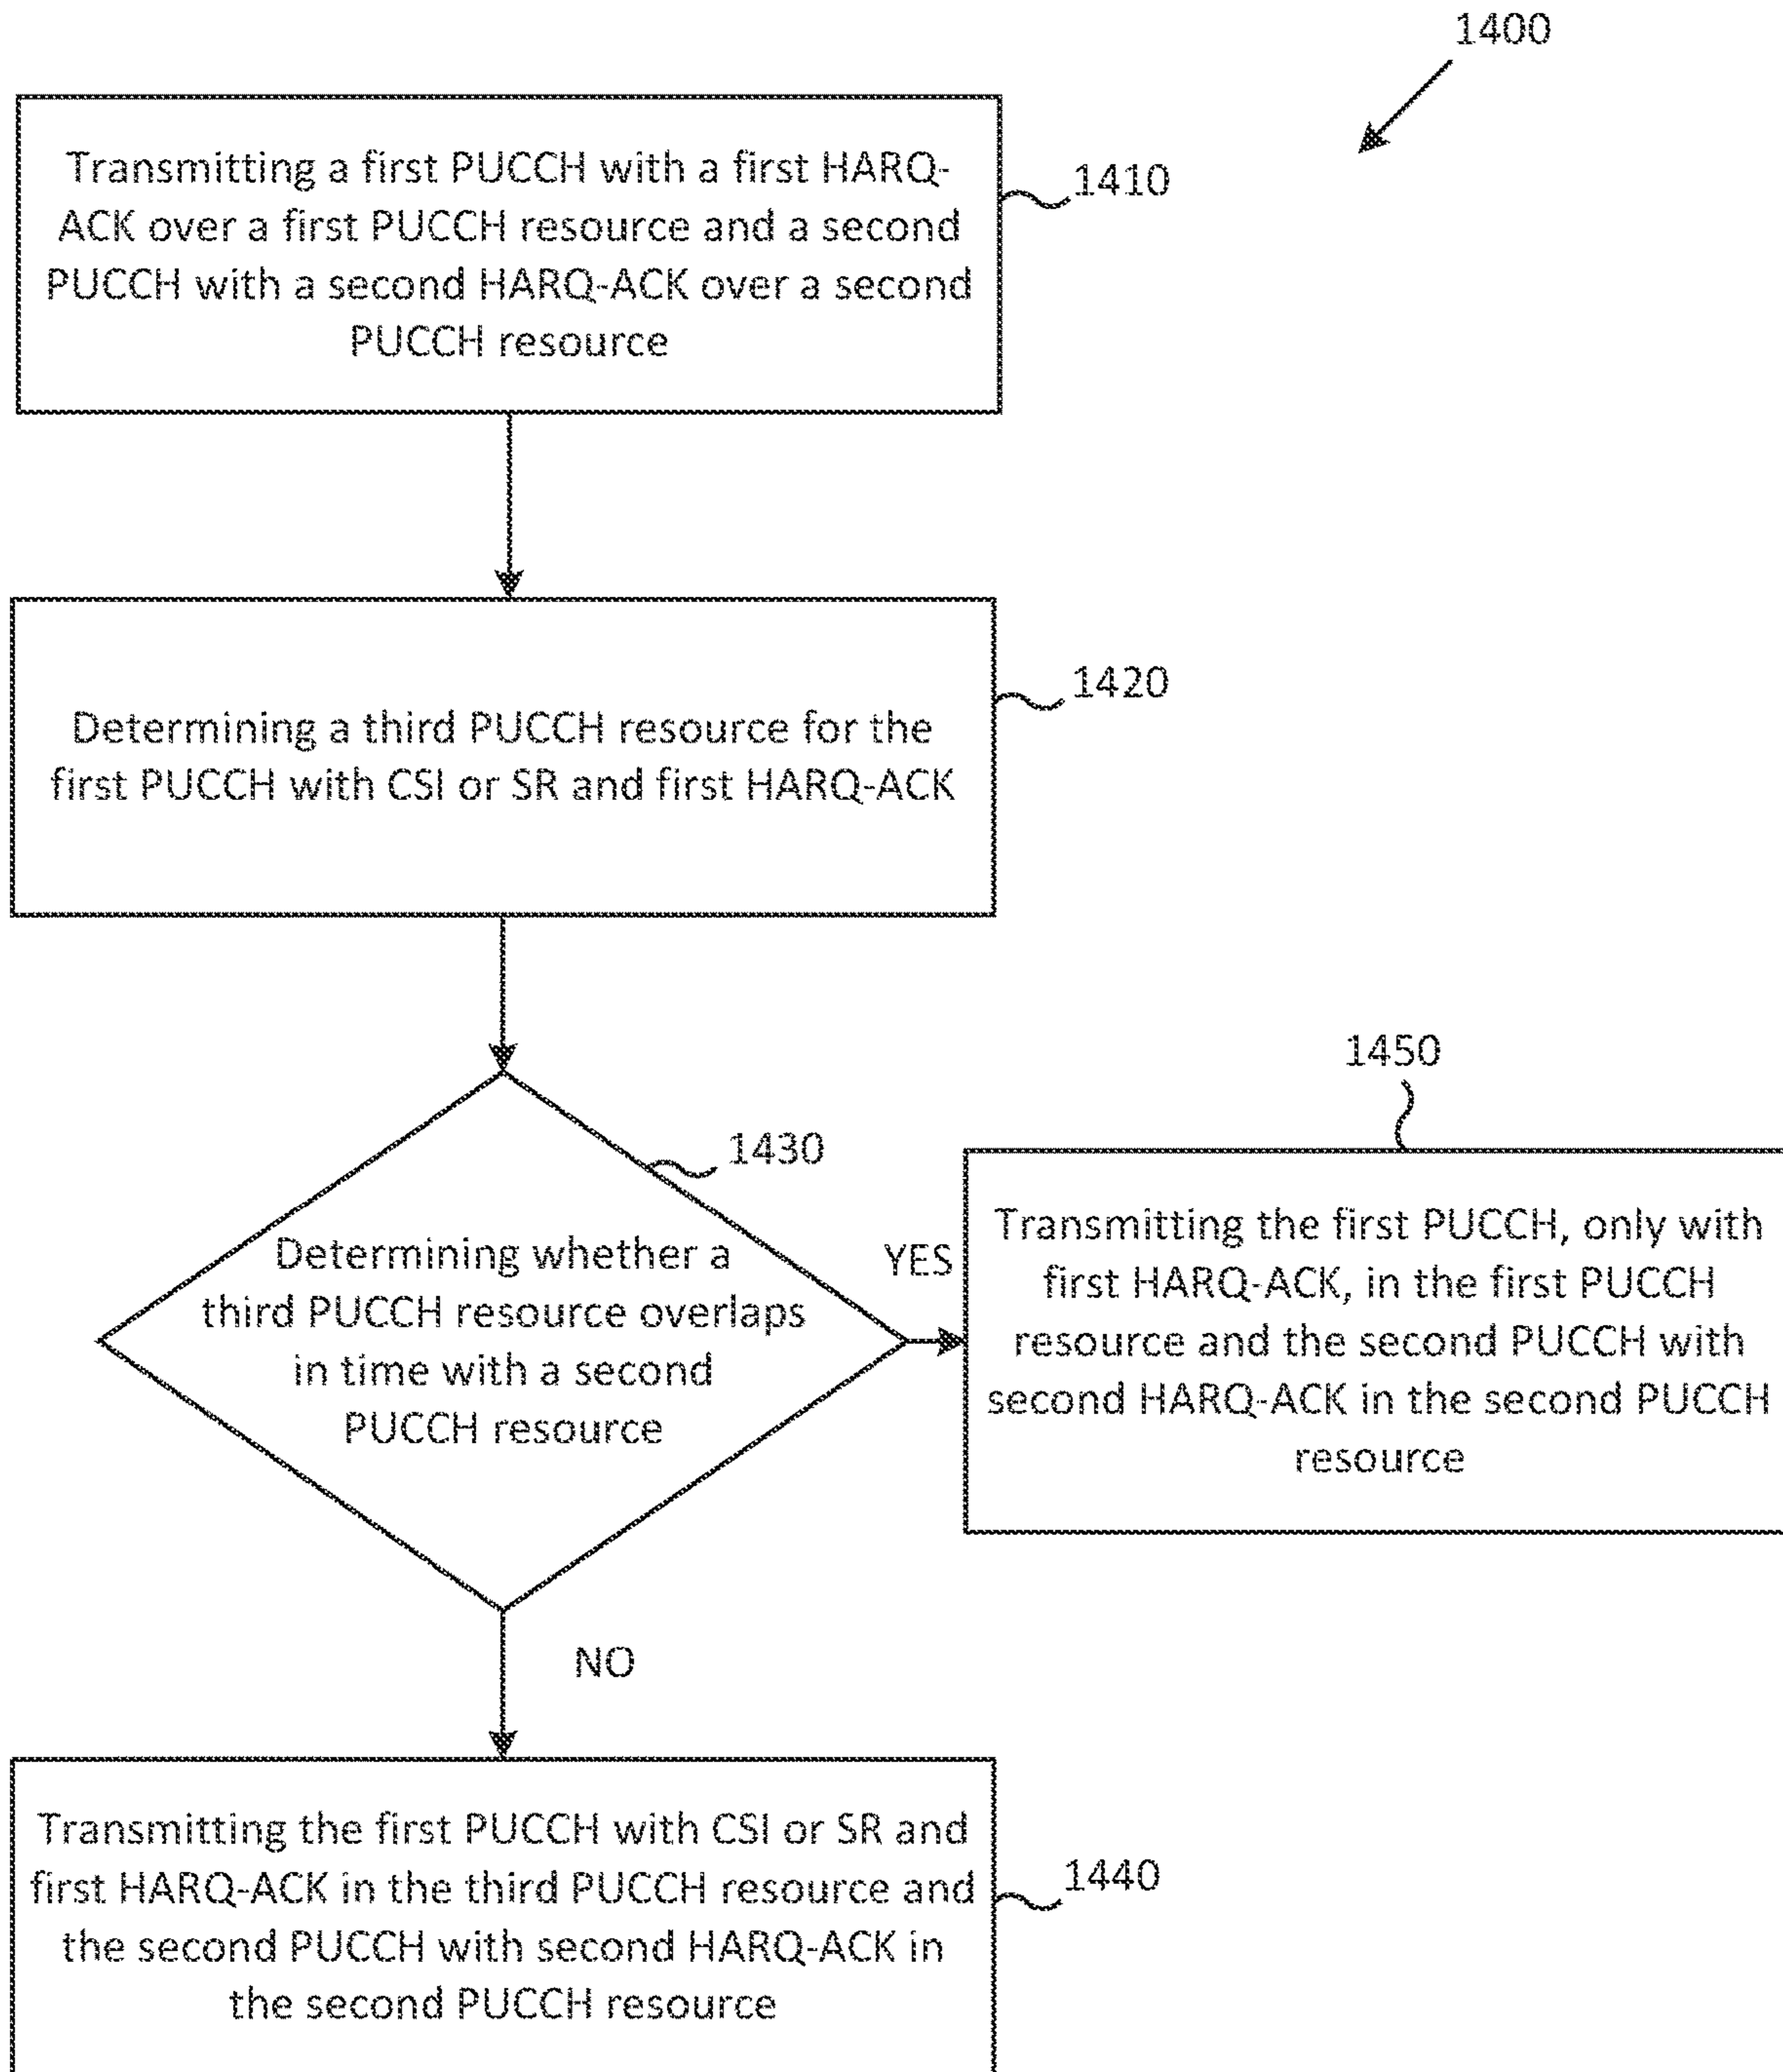 1400
Transmitting a first PUCCH with a first HARQ-
ACK over a first PUCCH resource and a second
PUCCH with a second HARQ-ACK over a second
PUCCH resource
1410
Determining a third PUCCH resource for the
first PUCCH with CSI or SR and first HARQ-ACK
1420
Determining whether a
third PUCCH resource overlaps
in time with a second
PUCCH resource
1430
YES
1450
Transmitting the first PUCCH, only with
first HARQ-ACK, in the first PUCCH
resource and the second PUCCH with
second HARQ-ACK in the second PUCCH
resource
NO
Transmitting the first PUCCH with CSI or SR and
first HARQ-ACK in the third PUCCH resource and
the second PUCCH with second HARQ-ACK in
the second PUCCH resource
1440